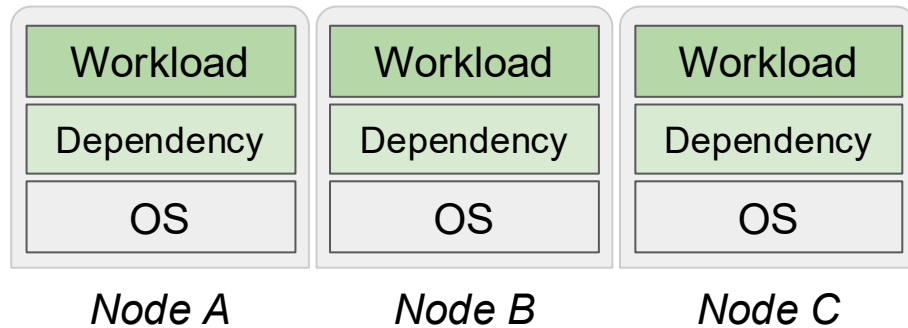 Workload Workload Workload
Dependency Dependency Dependency
OS OS OS
Node A Node B Node C